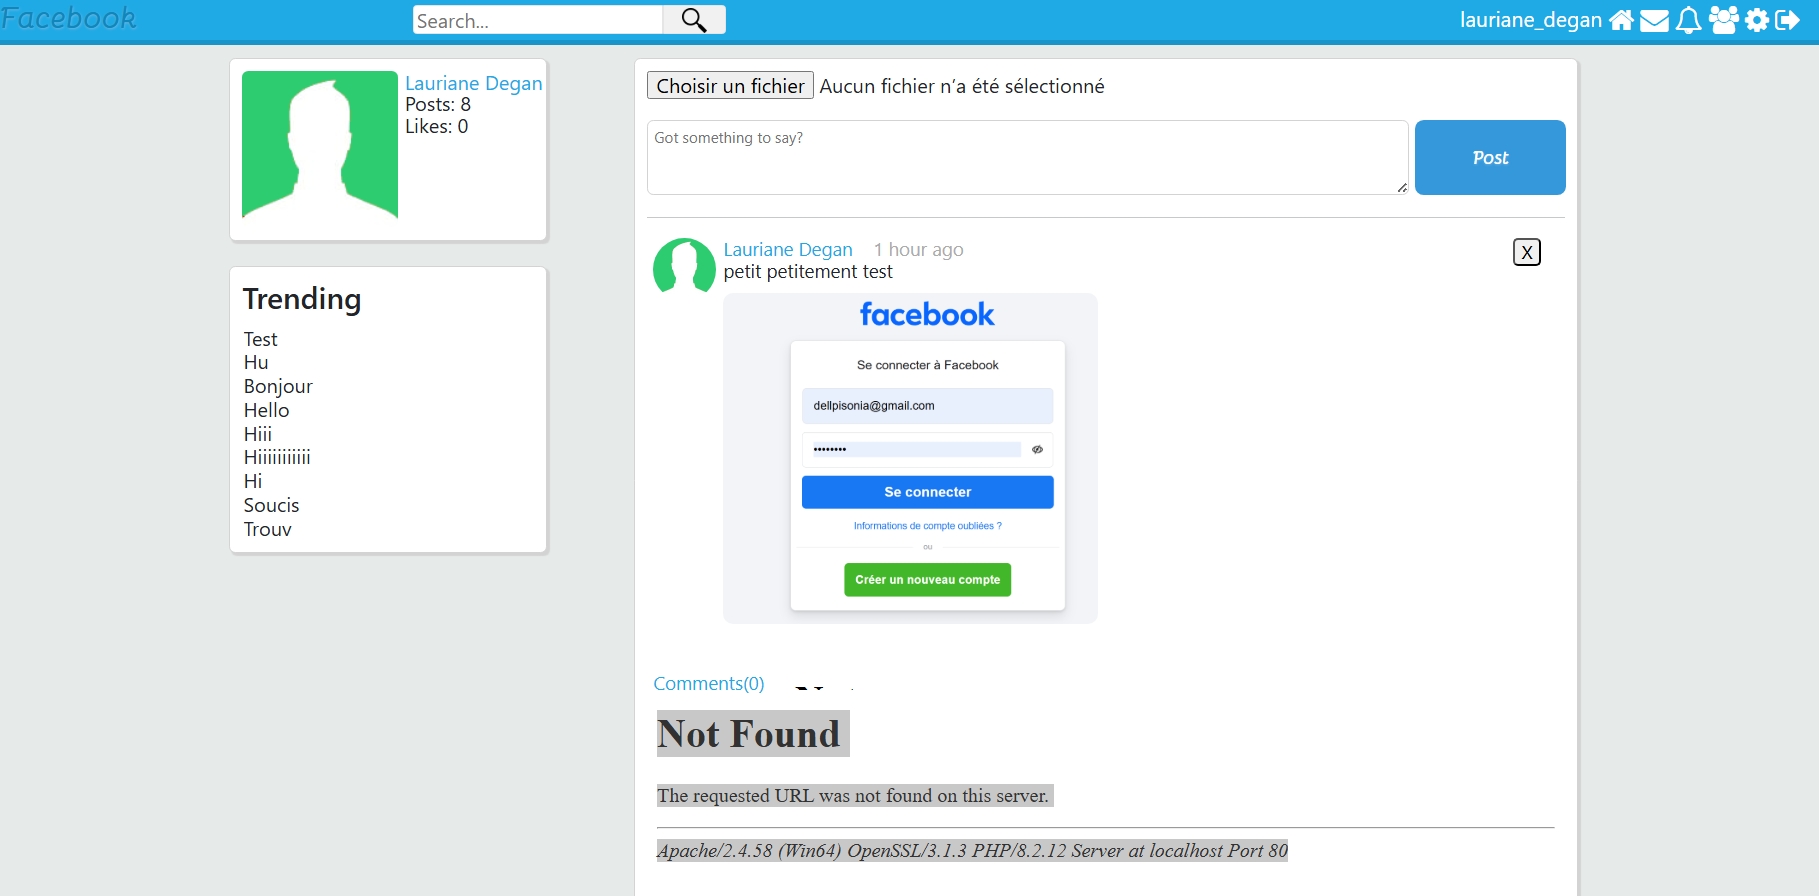 Facebook
Search...
lauriane_degan
Lauriane Degan
Posts: 8
Likes: 0
Trending
Test
Hu
Bonjour
Hello
Hiii
Hiiiiiiiiiii
Hi
Soucis
Trouv
Choisir un fichier Aucun fichier n’a été sélectionné
Got something to say?
Post
Lauriane Degan 1 hour ago
X
petit petitement test
facebook
Se connecter à Facebook
dellpisonia@gmail.com
••••••••
Se connecter
Informations de compte oubliées ?
ou
Créer un nouveau compte
Comments(0)
Not Found
The requested URL was not found on this server.
Apache/2.4.58 (Win64) OpenSSL/3.1.3 PHP/8.2.12 Server at localhost Port 80